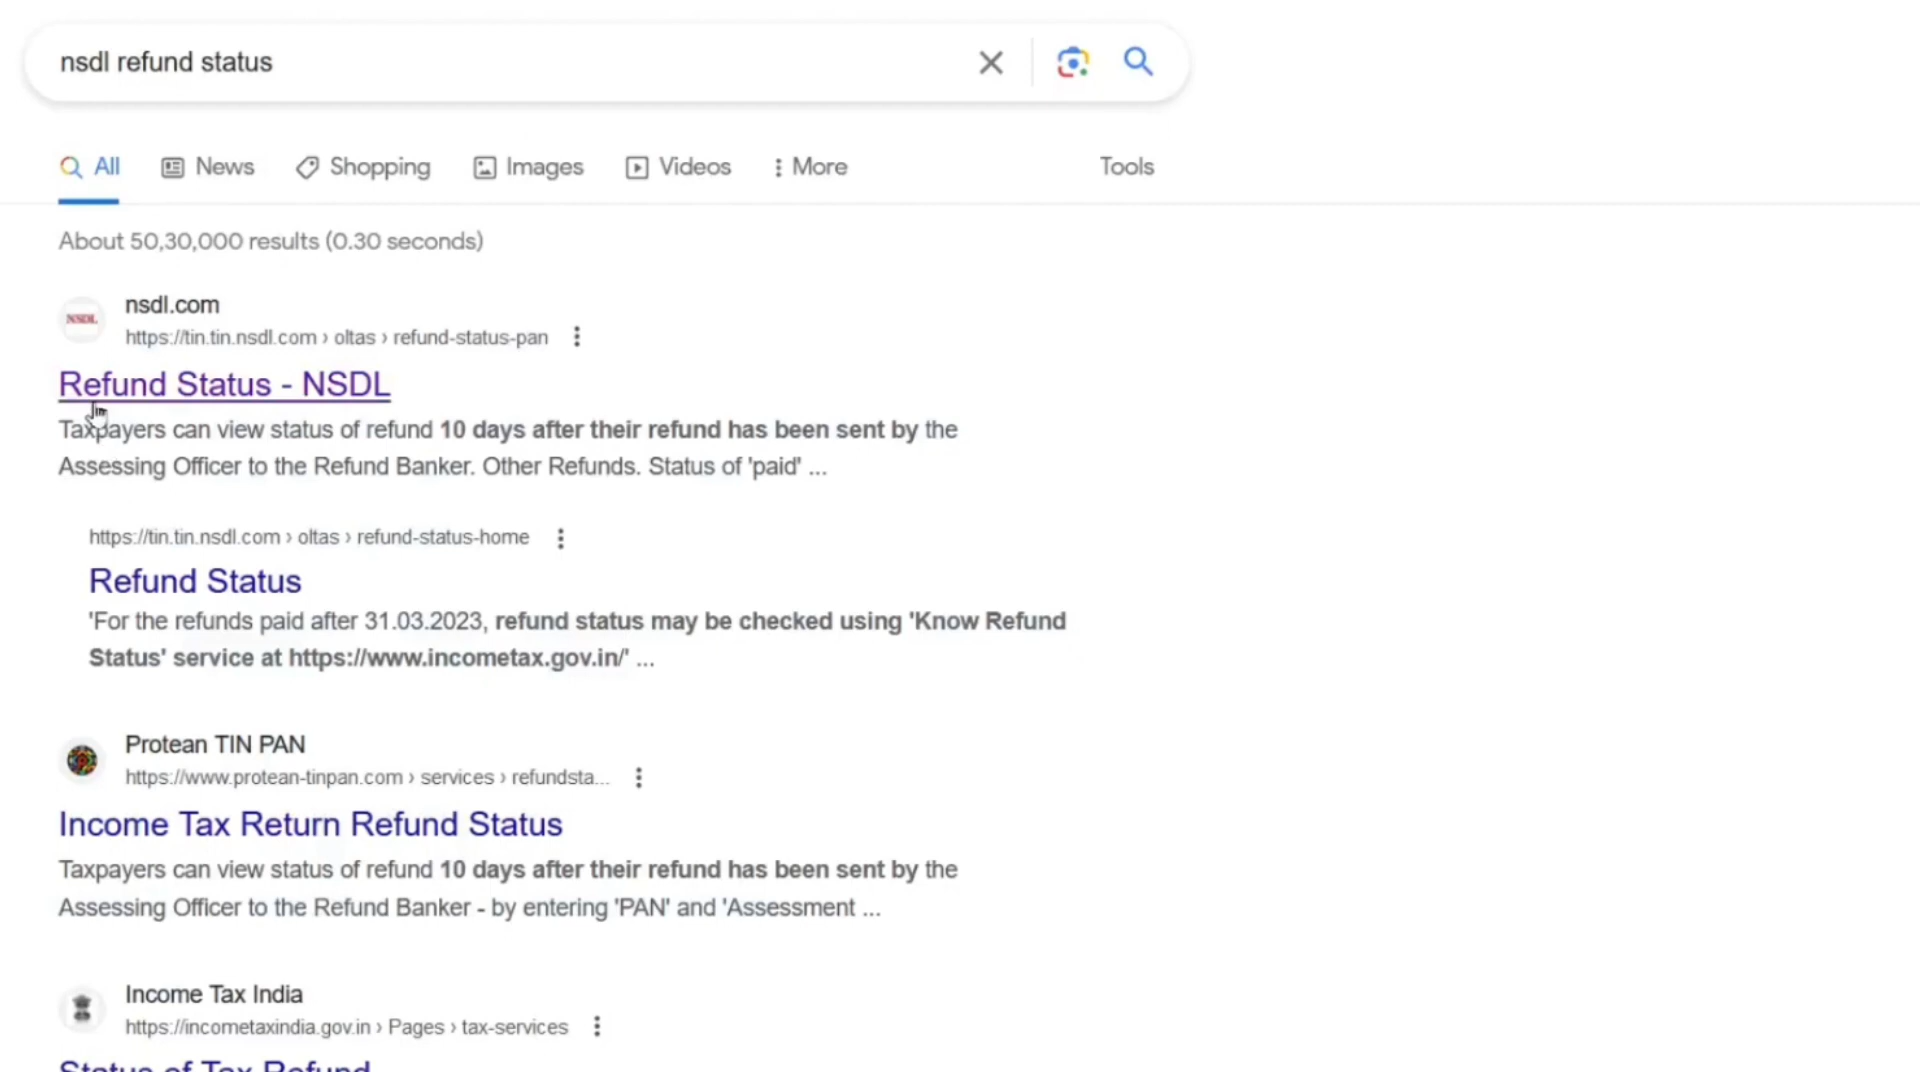 nsdl refund status
All News Shopping Images Videos More Tools
About 50,30,000 results (0.30 seconds)
NSDL
nsdl.com
https://tin.tin.nsdl.com › oltas › refund-status-pan
Refund Status - NSDL
Taxpayers can view status of refund 10 days after their refund has been sent by the
Assessing Officer to the Refund Banker. Other Refunds. Status of 'paid' ...
https://tin.tin.nsdl.com › oltas › refund-status-home
Refund Status
'For the refunds paid after 31.03.2023, refund status may be checked using 'Know Refund
Status' service at https://www.incometax.gov.in/' ...
Protean TIN PAN
https://www.protean-tinpan.com › services › refundsta...
Income Tax Return Refund Status
Taxpayers can view status of refund 10 days after their refund has been sent by the
Assessing Officer to the Refund Banker - by entering 'PAN' and 'Assessment ...
Income Tax India
https://incometaxindia.gov.in › Pages › tax-services
Status of Tax Refund